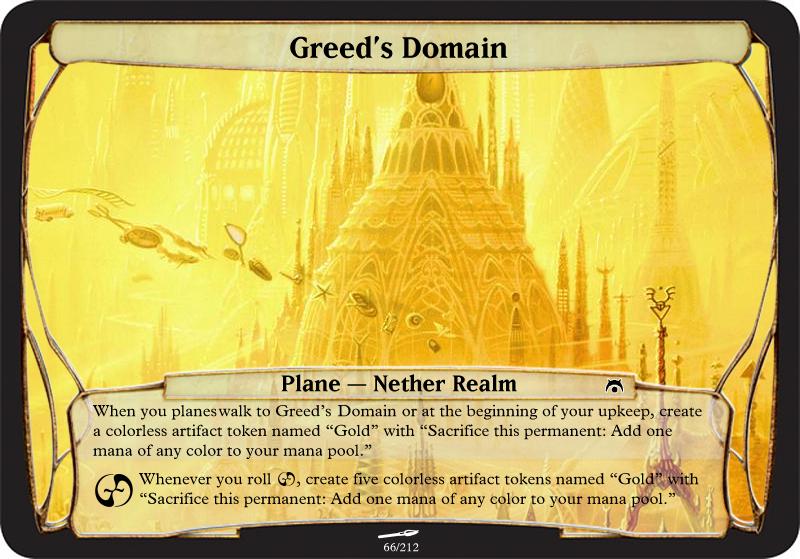 Greed's Domain
Plane — Nether Realm
When you planeswalk to Greed's Domain or at the beginning of your upkeep, create
a colorless artifact token named “Gold” with “Sacrifice this permanent: Add one
mana of any color to your mana pool.”
Whenever you roll , create five colorless artifact tokens named “Gold” with
“Sacrifice this permanent: Add one mana of any color to your mana pool.”
66/212